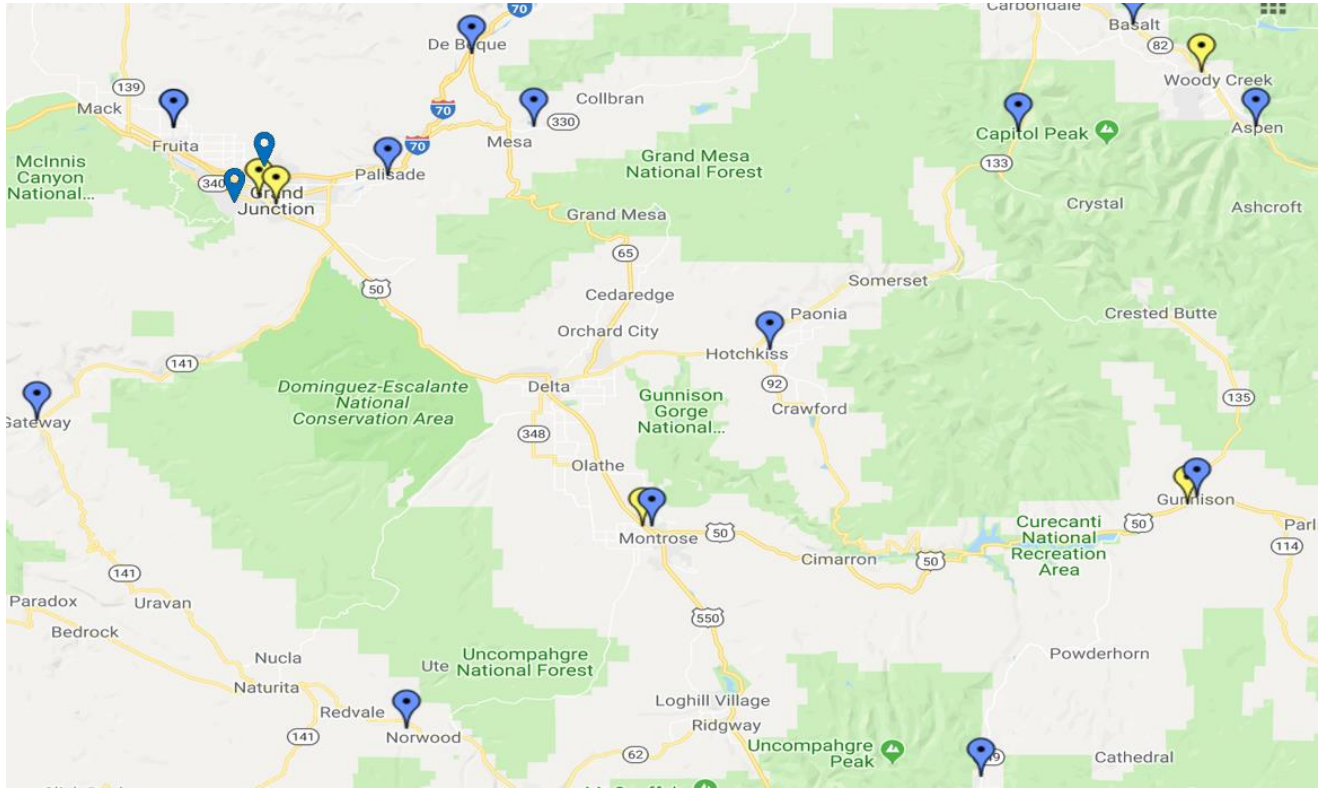 70
Carbondale
De Beque
Basalt
82
139
Woody Creek
Collbran
Mack
70
330
Capitol Peak
Aspen
Fruita
Mesa
70
Grand Mesa
National Forest
McInnis
Canyon
National...
133
Palisade
340
Grand
Junction
Crystal
Ashcroft
Grand Mesa
65
Somerset
50
Cedaredge
Paonia
Crested Butte
Orchard City
Hotchkiss
141
Dominguez-Escalante
National
Conservation Area
Delta
92
Gunnison
Gorge
National...
135
Crawford
Gateway
348
Olathe
Gunnison
50
Parl
Montrose
50
Curecanti
National
Recreation
Area
114
Cimarron
50
141
Paradox
Uravan
550
Bedrock
Nucla
Ute
Uncompahgre
National Forest
Powderhorn
Naturita
Loghill Village
Redvale
Ridgway
141
Norwood
62
Uncompahgre
Peak
Cathedral